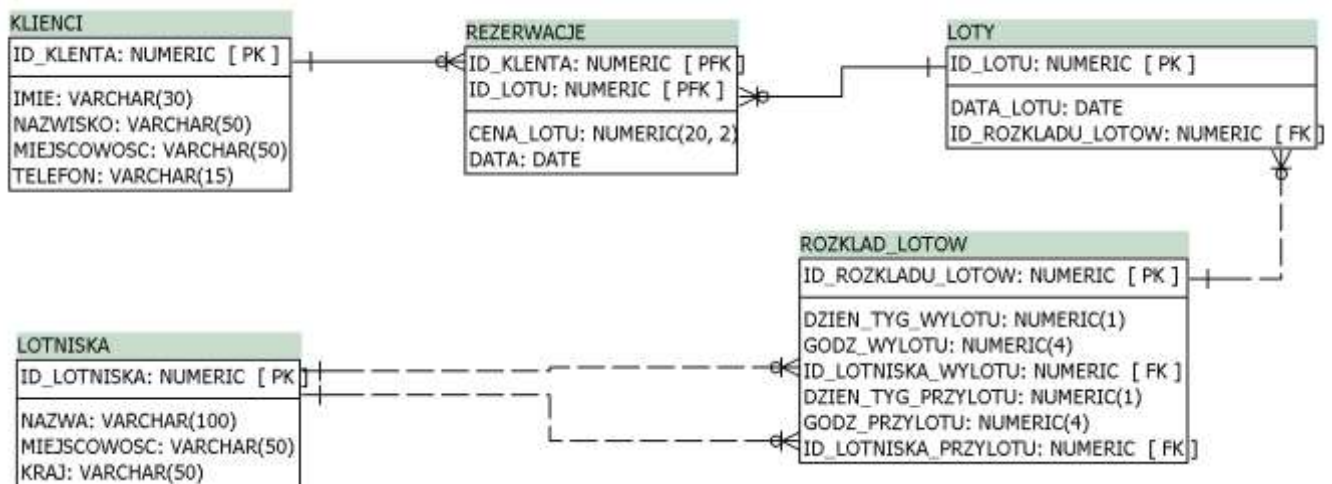 KLIENCI
ID_KLENTA: NUMERIC [ PK ]
IMIE: VARCHAR(30)
NAZWISKO: VARCHAR(50)
MIEJSCOWOSC: VARCHAR(50)
TELEFON: VARCHAR(15)
REZERWACJE
ID_KLENTA: NUMERIC [ PFK ]
ID_LOTU: NUMERIC [ PFK ]
CENA_LOTU: NUMERIC(20, 2)
DATA: DATE
LOTY
ID_LOTU: NUMERIC [ PK ]
DATA_LOTU: DATE
ID_ROZKLADU_LOTOW: NUMERIC [ FK ]
ROZKLAD_LOTOW
ID_ROZKLADU_LOTOW: NUMERIC [ PK ]
DZIEN_TYG_WYLOTU: NUMERIC(1)
GODZ_WYLOTU: NUMERIC(4)
ID_LOTNISKA_WYLOTU: NUMERIC [ FK ]
DZIEN_TYG_PRZYLOTU: NUMERIC(1)
GODZ_PRZYLOTU: NUMERIC(4)
ID_LOTNISKA_PRZYLOTU: NUMERIC [ FK ]
LOTNISKA
ID_LOTNISKA: NUMERIC [ PK ]
NAZWA: VARCHAR(100)
MIEJSCOWOSC: VARCHAR(50)
KRAJ: VARCHAR(50)